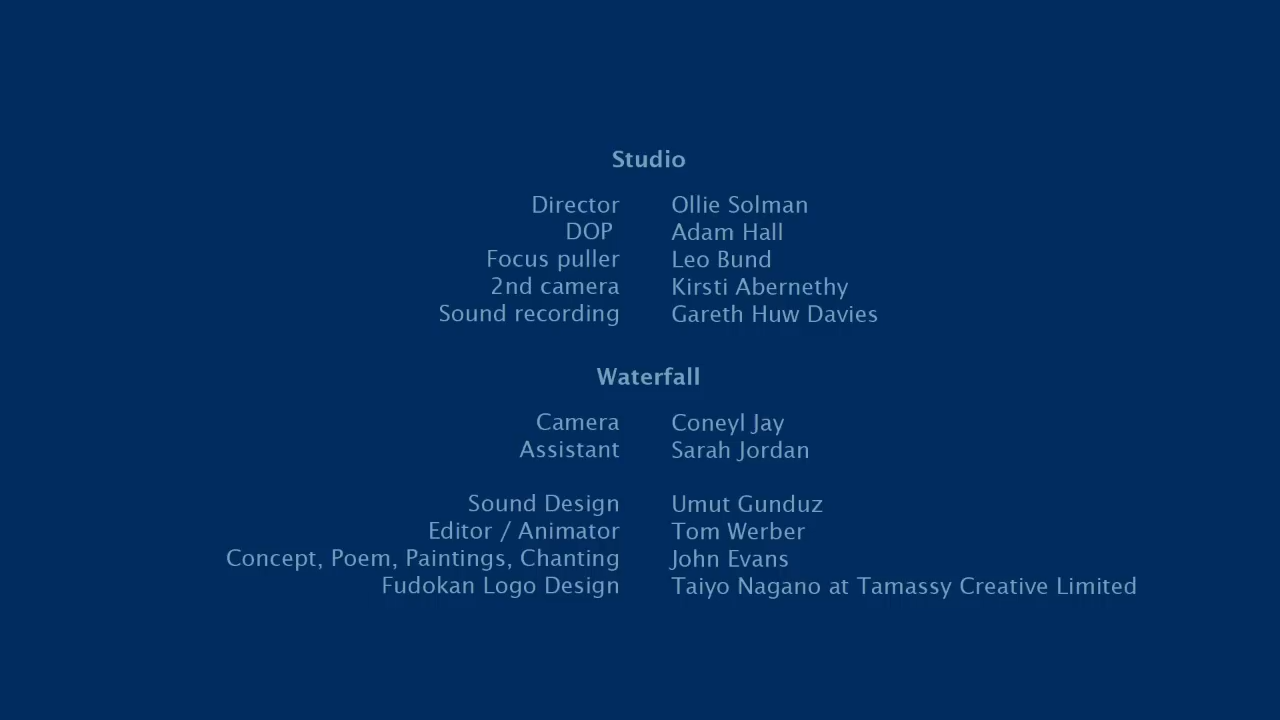 Studio
Director Ollie Solman
DOP Adam Hall
Focus puller Leo Bund
2nd camera Kirsti Abernethy
Sound recording Gareth Huw Davies
Waterfall
Camera Coneyl Jay
Assistant Sarah Jordan
Sound Design Umut Gunduz
Editor / Animator Tom Werber
Concept, Poem, Paintings, Chanting John Evans
Fudokan Logo Design Taiyo Nagano at Tamassy Creative Limited